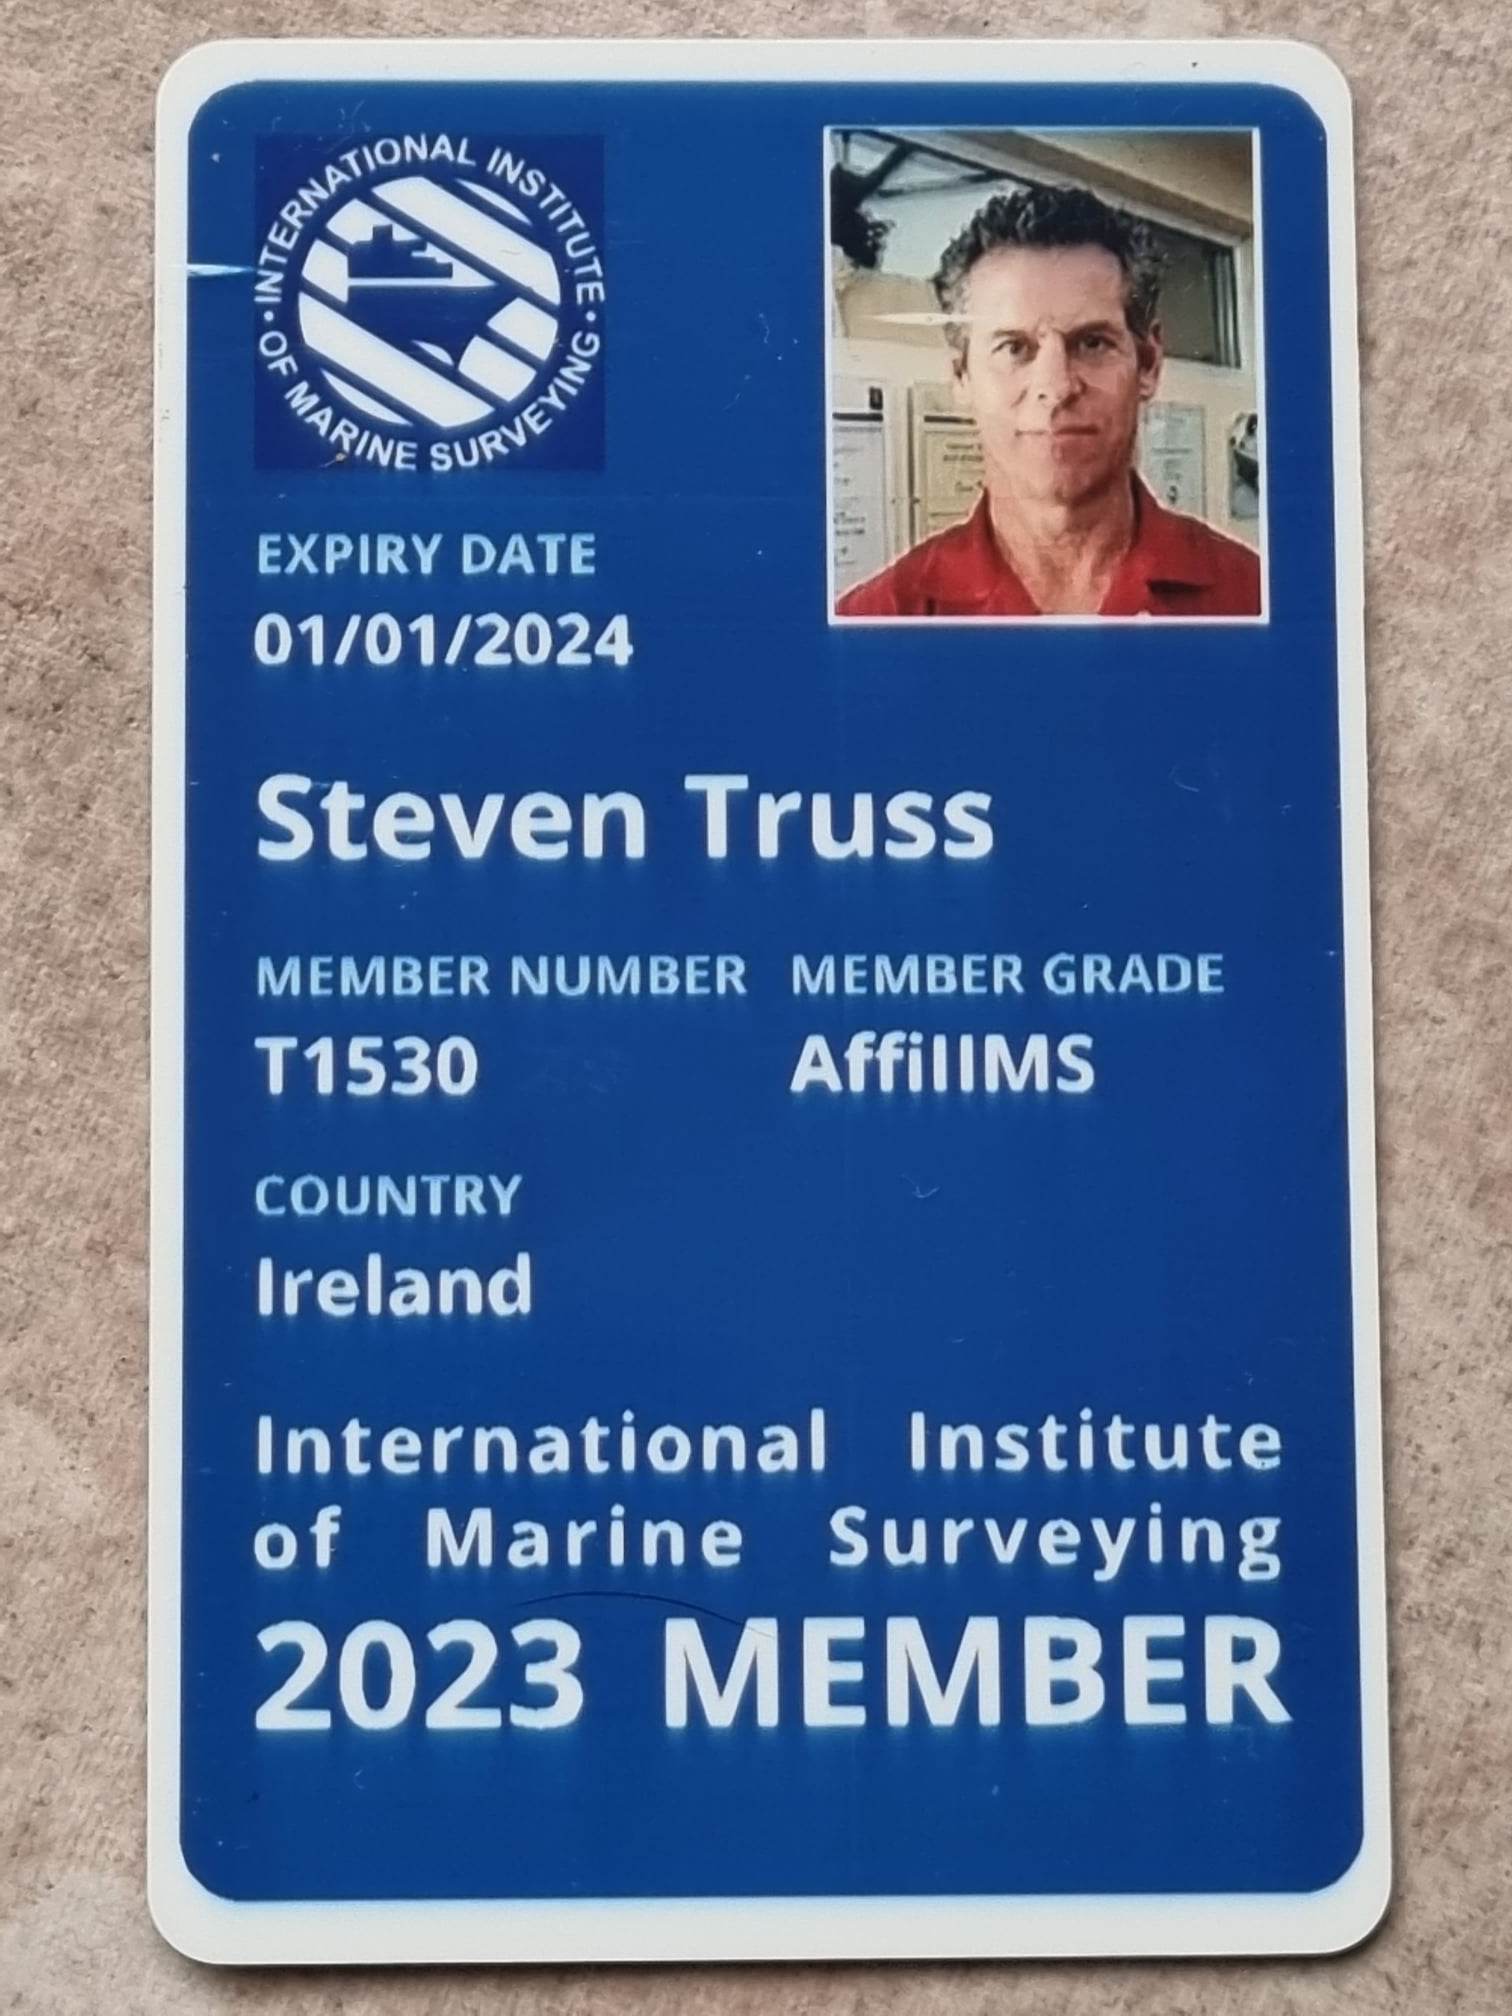 INTERNATIONAL INSTITUTE
OF MARINE SURVEYING
EXPIRY DATE
01/01/2024
Steven Truss
MEMBER NUMBER MEMBER GRADE
T1530 AffilIIMS
COUNTRY
Ireland
International Institute
of Marine Surveying
2023 MEMBER